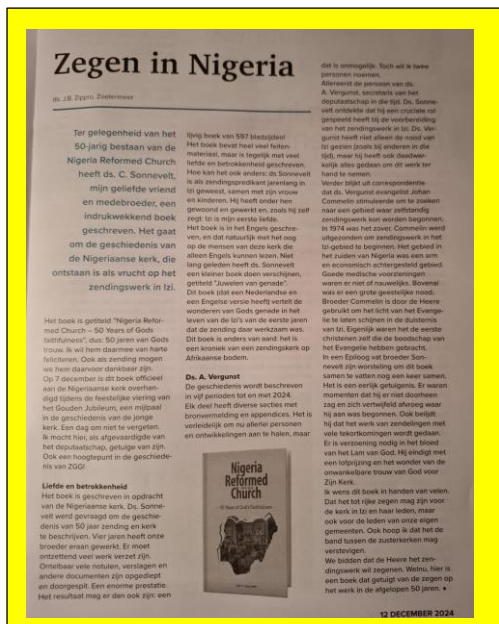 Zegen in Nigeria
ds. J.B. Zippro, Zoetermeer
Ter gelegenheid van het
50-jarig bestaan van de
Nigeria Reformed Church
heeft ds. C. Sonnevelt,
mijn geliefde vriend
en medebroeder, een
indrukwekkend boek
geschreven. Het gaat
om de geschiedenis van
de Nigeriaanse kerk, die
ontstaan is als vrucht op het
zendingswerk in Izi.
Het boek is getiteld "Nigeria Refor-
med Church – 50 Years of Gods
faithfulness", dus: 50 jaren van Gods
trouw. Ik wil hem daarmee van harte
feliciteren. Ook als zending mogen
we hem daarvoor dankbaar zijn.
Op 7 december is dit boek officieel
aan de Nigeriaanse kerk overhan-
digd tijdens de feestelijke viering van
het Gouden Jubileum, een mijlpaal
in de geschiedenis van de jonge
kerk. Een dag om niet te vergeten.
Ik mocht hier, als afgevaardigde van
het deputaatschap, getuige van zijn.
Ook een hoogtepunt in de geschiede-
nis van ZGG!
Liefde en betrokkenheid
Het boek is geschreven in opdracht
van de Nigeriaanse kerk. Ds. Sonne-
velt werd gevraagd om de geschie-
denis van 50 jaar zending en kerk
te beschrijven. Vier jaren heeft onze
broeder eraan gewerkt. Er moet
ontzettend veel werk verzet zijn.
Ontelbaar vele notulen, verslagen en
andere documenten zijn opgediept
en doorgespit. Een enorme prestatie.
Het resultaat mag er dan ook zijn: een
lijvig boek van 597 bladzijden!
Het boek bevat heel veel feiten-
materiaal, maar is tegelijk met veel
liefde en betrokkenheid geschreven.
Hoe kan het ook anders: ds. Sonnevelt
is als zendingspredikant jarenlang in
Izi geweest, samen met zijn vrouw
en kinderen. Hij heeft onder hen
gewoond en gewerkt en, zoals hij zelf
zegt: Izi is mijn eerste liefde.
Het boek is in het Engels geschre-
ven, en dat natuurlijk met het oog
op de mensen van deze kerk die
alleen Engels kunnen lezen. Niet
lang geleden heeft ds. Sonnevelt
een kleiner boek doen verschijnen,
getiteld "Juwelen van genade".
Dit boek (dat een Nederlandse en
een Engelse versie heeft) vertelt de
wonderen van Gods genade in het
leven van de Izi's van de eerste jaren
dat de zending daar werkzaam was.
Dit boek is anders van aard: het is
een kroniek van een zendingskerk op
Afrikaanse bodem.
Ds. A. Vergunst
De geschiedenis wordt beschreven
in vijf perioden tot en met 2024.
Elk deel heeft diverse secties met
bronvermelding en appendices. Het is
verleidelijk om nu allerlei personen
en ontwikkelingen aan te halen, maar
Nigeria
Reformed
Church
dat is onmogelijk. Toch wil ik twee
personen noemen.
Allereerst de persoon van ds.
A. Vergunst, secretaris van het
deputaatschap in die tijd. Ds. Sonne-
velt ontdekte dat hij een cruciale rol
gespeeld heeft bij de voorbereiding
van het zendingswerk in Izi. Ds. Ver-
gunst heeft niet alleen de nood van
Izi gezien (zoals bij anderen in die
tijd), maar hij heeft ook daadwer-
kelijk alles gedaan om dit werk ter
hand te nemen.
Verder blijkt uit correspondentie
dat ds. Vergunst evangelist Johan
Commelin stimuleerde om te zoeken
naar een gebied waar zelfstandig
zendingswerk kon worden begonnen.
In 1974 was het zover. Commelin werd
uitgezonden om zendingswerk in het
Izi-gebied te beginnen. Het gebied in
het zuiden van Nigeria was een arm
en economisch achtergesteld gebied.
Goede medische voorzieningen
waren er niet of nauwelijks. Bovenal
was er een grote geestelijke nood.
Broeder Commelin is door de Heere
gebruikt om het licht van het Evange-
lie te laten schijnen in de duisternis
van Izi. Eigenlijk waren het de eerste
christenen zelf die de boodschap van
het Evangelie hebben gebracht.
In een Epiloog vat broeder Son-
nevelt zijn worsteling om dit boek
samen te vatten nog een keer samen.
Het is een eerlijk getuigenis. Er waren
momenten dat hij er niet doorheen
zag en zich vertwijfeld afvroeg waar
hij aan was begonnen. Ook belijdt
hij dat het werk van zendelingen met
vele tekortkomingen wordt gedaan.
Er is verzoening nodig in het bloed
van het Lam van God. Hij eindigt met
een lofprijzing en het wonder van de
onwankelbare trouw van God voor
Zijn Kerk.
Ik wens dit boek in handen van velen.
Dat het tot rijke zegen mag zijn voor
de kerk in Izi en haar leden, maar
ook voor de leden van onze eigen
gemeenten. Ook hoop ik dat het de
band tussen de zusterkerken mag
verstevigen.
We bidden dat de Heere het zen-
dingswerk wil zegenen. Welnu, hier is
een boek dat getuigt van de zegen op
het werk in de afgelopen 50 jaren. ♦
12 DECEMBER 2024